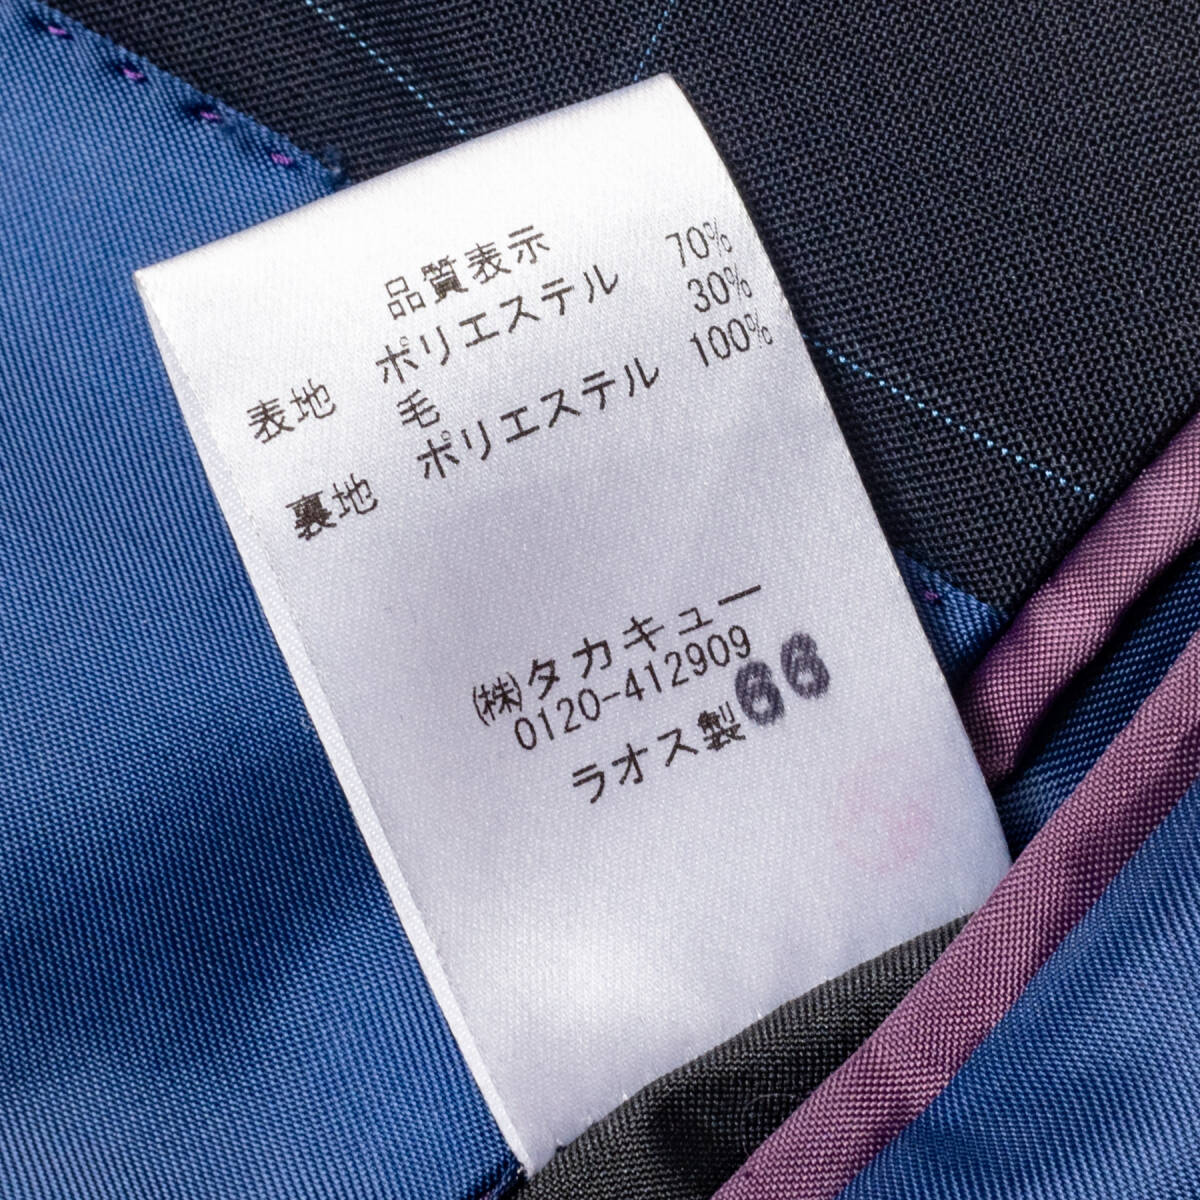 品質表示
表地 ポリエステル 70%
毛 30%
裏地 ポリエステル 100%
㈱タカキュー
0120-412909
ラオス製 66